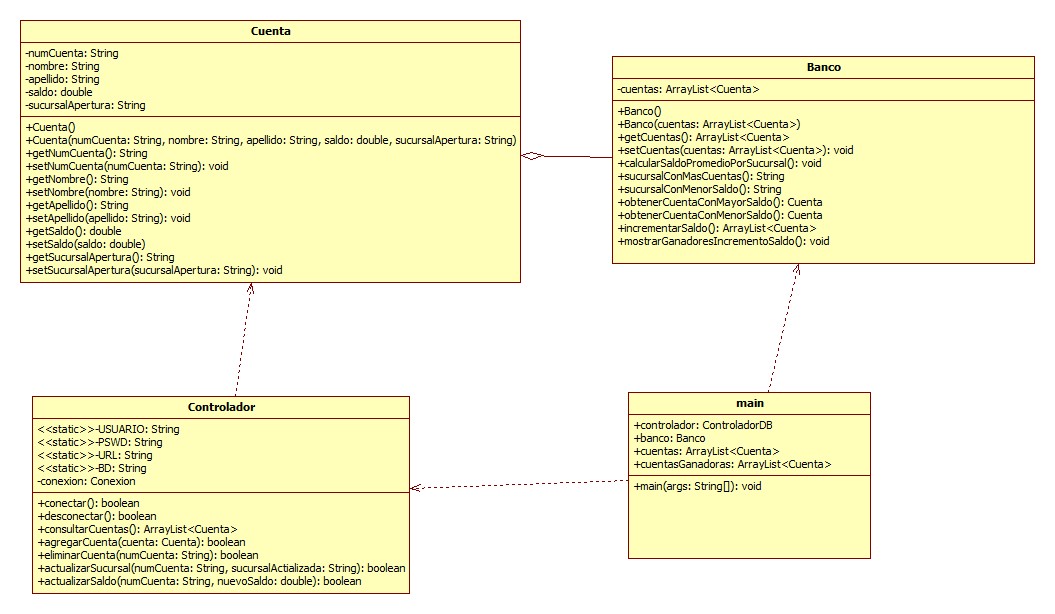 Cuenta
-numCuenta: String
-nombre: String
-apellido: String
-saldo: double
-sucursalApertura: String
+Cuenta()
+Cuenta(numCuenta: String, nombre: String, apellido: String, saldo: double, sucursalApertura: String)
+getNumCuenta(): String
+setNumCuenta(numCuenta: String): void
+getNombre(): String
+setNombre(nombre: String): void
+getApellido(): String
+setApellido(apellido: String): void
+getSaldo(): double
+setSaldo(saldo: double)
+getSucursalApertura(): String
+setSucursalApertura(sucursalApertura: String): void
Banco
-cuentas: ArrayList<Cuenta>
+Banco()
+Banco(cuentas: ArrayList<Cuenta>)
+getCuentas(): ArrayList<Cuenta>
+setCuentas(cuentas: ArrayList<Cuenta>): void
+calcularSaldoPromedioPorSucursal(): void
+sucursalConMasCuentas(): String
+sucursalConMenorSaldo(): String
+obtenerCuentaConMayorSaldo(): Cuenta
+obtenerCuentaConMenorSaldo(): Cuenta
+incrementarSaldo(): ArrayList<Cuenta>
+mostrarGanadoresIncrementoSaldo(): void
Controlador
<<static>>-USUARIO: String
<<static>>-PSWD: String
<<static>>-URL: String
<<static>>-BD: String
-conexion: Conexion
+conectar(): boolean
+desconectar(): boolean
+consultarCuentas(): ArrayList<Cuenta>
+agregarCuenta(cuenta: Cuenta): boolean
+eliminarCuenta(numCuenta: String): boolean
+actualizarSucursal(numCuenta: String, sucursalActializada: String): boolean
+actualizarSaldo(numCuenta: String, nuevoSaldo: double): boolean
main
+controlador: ControladorDB
+banco: Banco
+cuentas: ArrayList<Cuenta>
+cuentasGanadoras: ArrayList<Cuenta>
+main(args: String[]): void